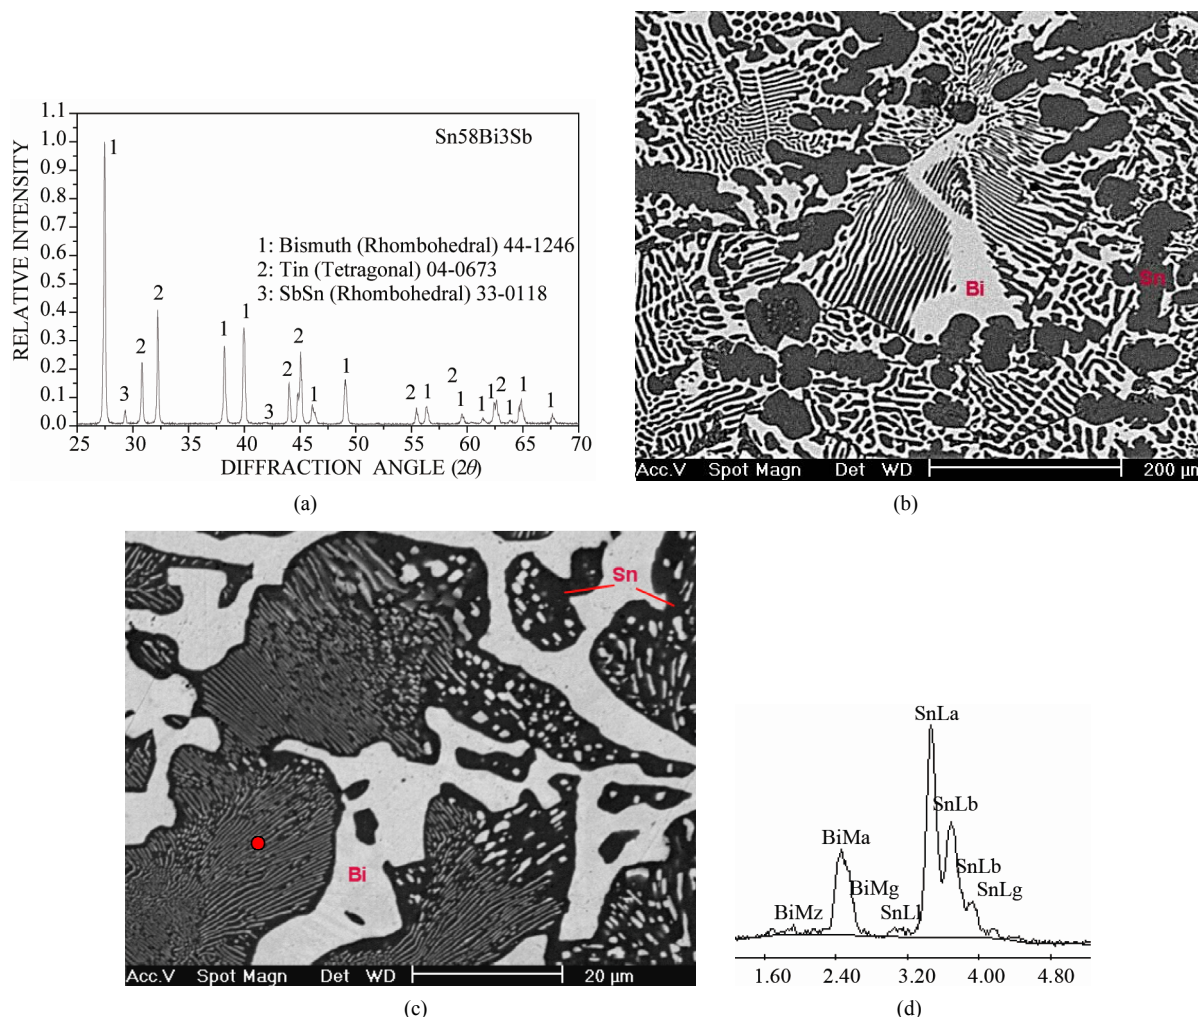 1.1
1.0
0.9
0.8
0.7
0.6
0.5
0.4
0.3
0.2
0.1
0.0
RELATIVE INTENSITY
Sn58Bi3Sb
1: Bismuth (Rhombohedral) 44-1246
2: Tin (Tetragonal) 04-0673
3: SbSn (Rhombohedral) 33-0118
1
3
2
2
1
1
3
2
2
1
1
2
1
2
1
1
1
2
1
1
1
25 30 35 40 45 50 55 60 65 70
DIFFRACTION ANGLE (2θ)
(a)
Bi
Sn
Acc.V Spot Magn Det WD 200 μm
(b)
Sn
Bi
Acc.V Spot Magn Det WD 20 μm
(c)
SnLa
SnLb
BiMa
SnLb
BiMg
SnLg
BiMz
SnLl
1.60 2.40 3.20 4.00 4.80
(d)